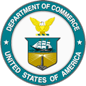 DEPARTMENT OF COMMERCE
UNITED STATES OF AMERICA